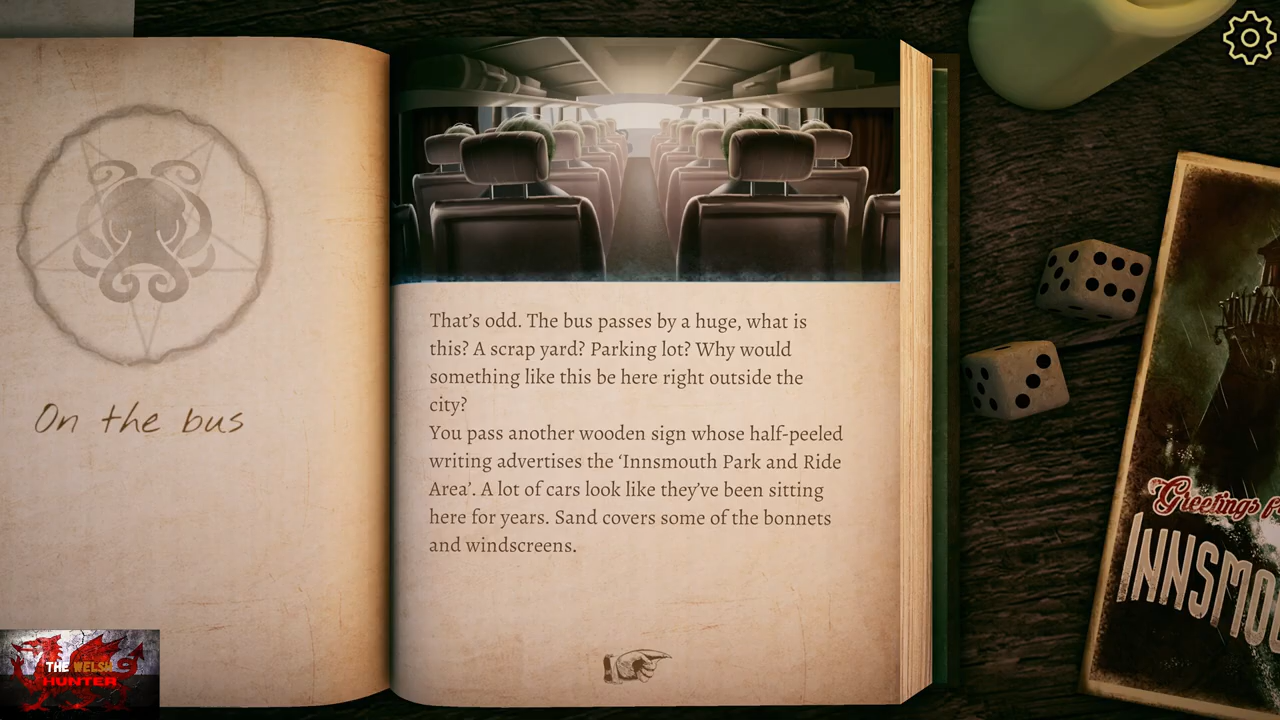 On the bus
That's odd. The bus passes by a huge, what is
this? A scrap yard? Parking lot? Why would
something like this be here right outside the
city?
You pass another wooden sign whose half-peeled
writing advertises the ‘Innsmouth Park and Ride
Area’. A lot of cars look like they’ve been sitting
here for years. Sand covers some of the bonnets
and windscreens.
Greetings f
INNSMO
THE WELSH
HUNTER